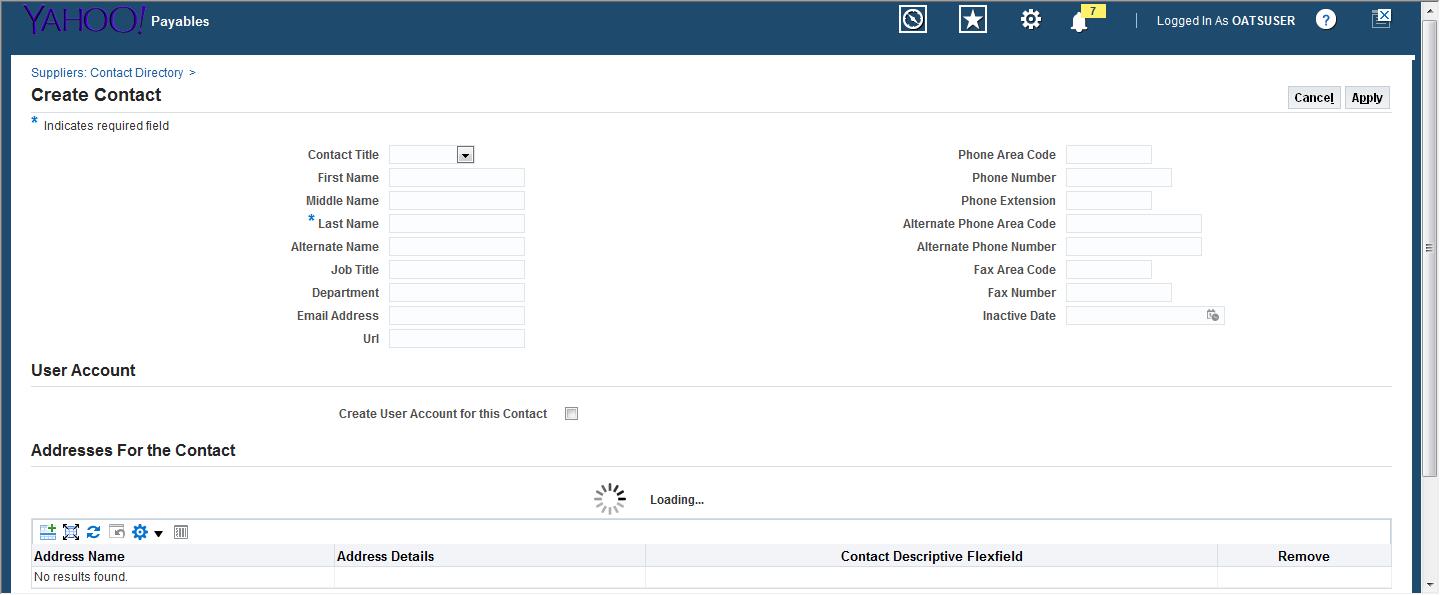 YAHOO! Payables 7 Logged In As OATSUSER ?
Suppliers: Contact Directory >
Create Contact
Cancel Apply
* Indicates required field
Contact Title
First Name
Middle Name
* Last Name
Alternate Name
Job Title
Department
Email Address
Url
Phone Area Code
Phone Number
Phone Extension
Alternate Phone Area Code
Alternate Phone Number
Fax Area Code
Fax Number
Inactive Date
User Account
Create User Account for this Contact
Addresses For the Contact
Loading...
Address Name Address Details Contact Descriptive Flexfield Remove
No results found.